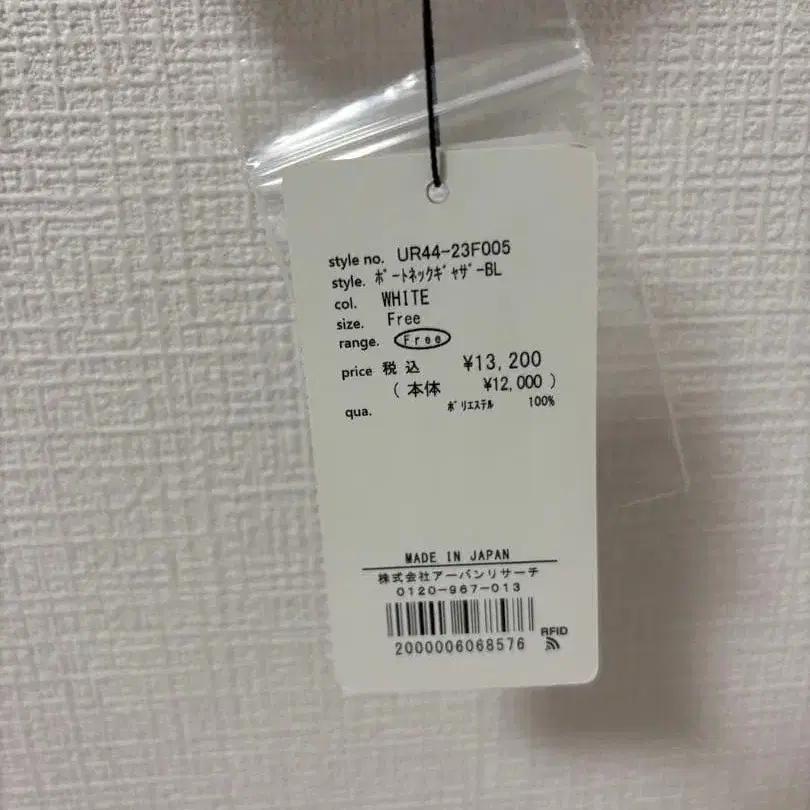 style no. UR44-23F005
style. ﾎﾞｰﾄﾈｯｸｷﾞｬｻﾞｰBL
col. WHITE
size. Free
range. Free
price 税込 ¥13,200
( 本体 ¥12,000 )
qua. ﾎﾟﾘｴｽﾃﾙ 100%
MADE IN JAPAN
株式会社アーバンリサーチ
0120-967-013
2000006068576
RFID